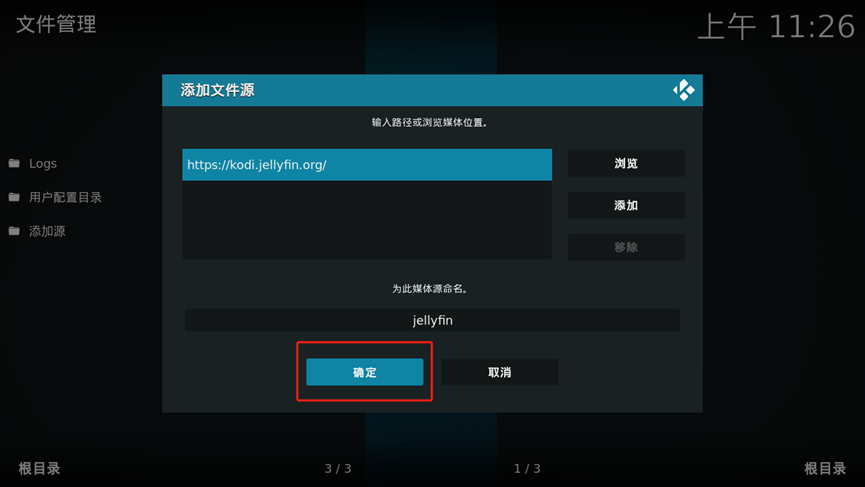 文件管理
上午 11:26
添加文件源
输入路径或浏览媒体位置。
https://kodi.jellyfin.org/
浏览
添加
移除
Logs
用户配置目录
添加源
为此媒体源命名。
jellyfin
确定
取消
根目录
3 / 3
1 / 3
根目录